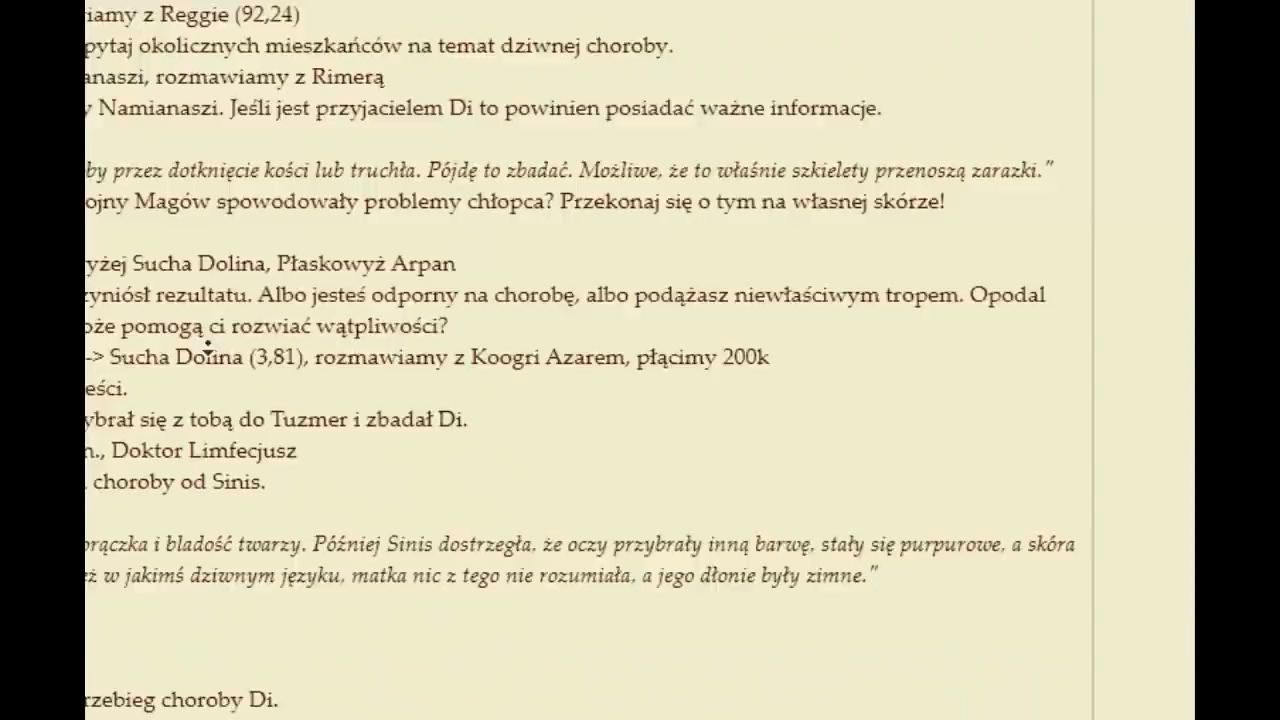 iamy z Reggie (92,24)
pytaj okolicznych mieszkańców na temat dziwnej choroby.
anaszi, rozmawiamy z Rimerą
y Namianaszi. Jeśli jest przyjacielem Di to powinien posiadać ważne informacje.
by przez dotknięcie kości lub truchła. Pójdę to zbadać. Możliwe, że to właśnie szkielety przenoszą zarazki."
ojny Magów spowodowały problemy chłopca? Przekonaj się o tym na własnej skórze!
yżej Sucha Dolina, Płaskowyż Arpan
zyniósł rezultatu. Albo jesteś odporny na chorobę, albo podążasz niewłaściwym tropem. Opodal
oże pomogą ci rozwiać wątpliwości?
-> Sucha Dolina (3,81), rozmawiamy z Koogri Azarem, płącimy 200k
eści.
ybrał się z tobą do Tuzmer i zbadał Di.
n., Doktor Limfecjusz
choroby od Sinis.
orączka i bladość twarzy. Później Sinis dostrzegła, że oczy przybrały inną barwę, stały się purpurowe, a skóra
eż w jakimś dziwnym języku, matka nic z tego nie rozumiała, a jego dłonie były zimne."
rzebieg choroby Di.